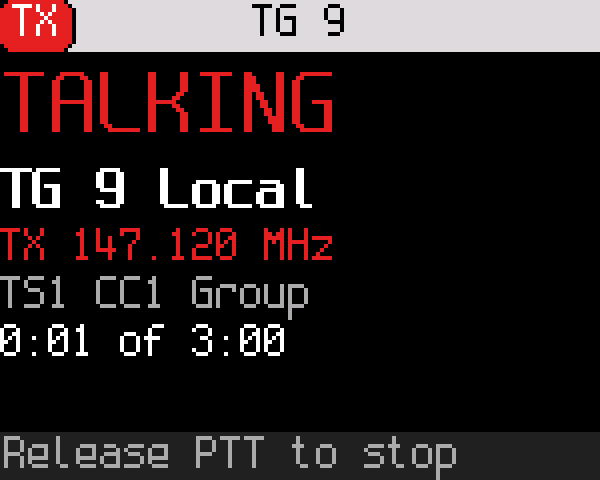 TX TG 9
TALKING
TG 9 Local
TX 147.120 MHz
TS1 CC1 Group
0:01 of 3:00
Release PTT to stop